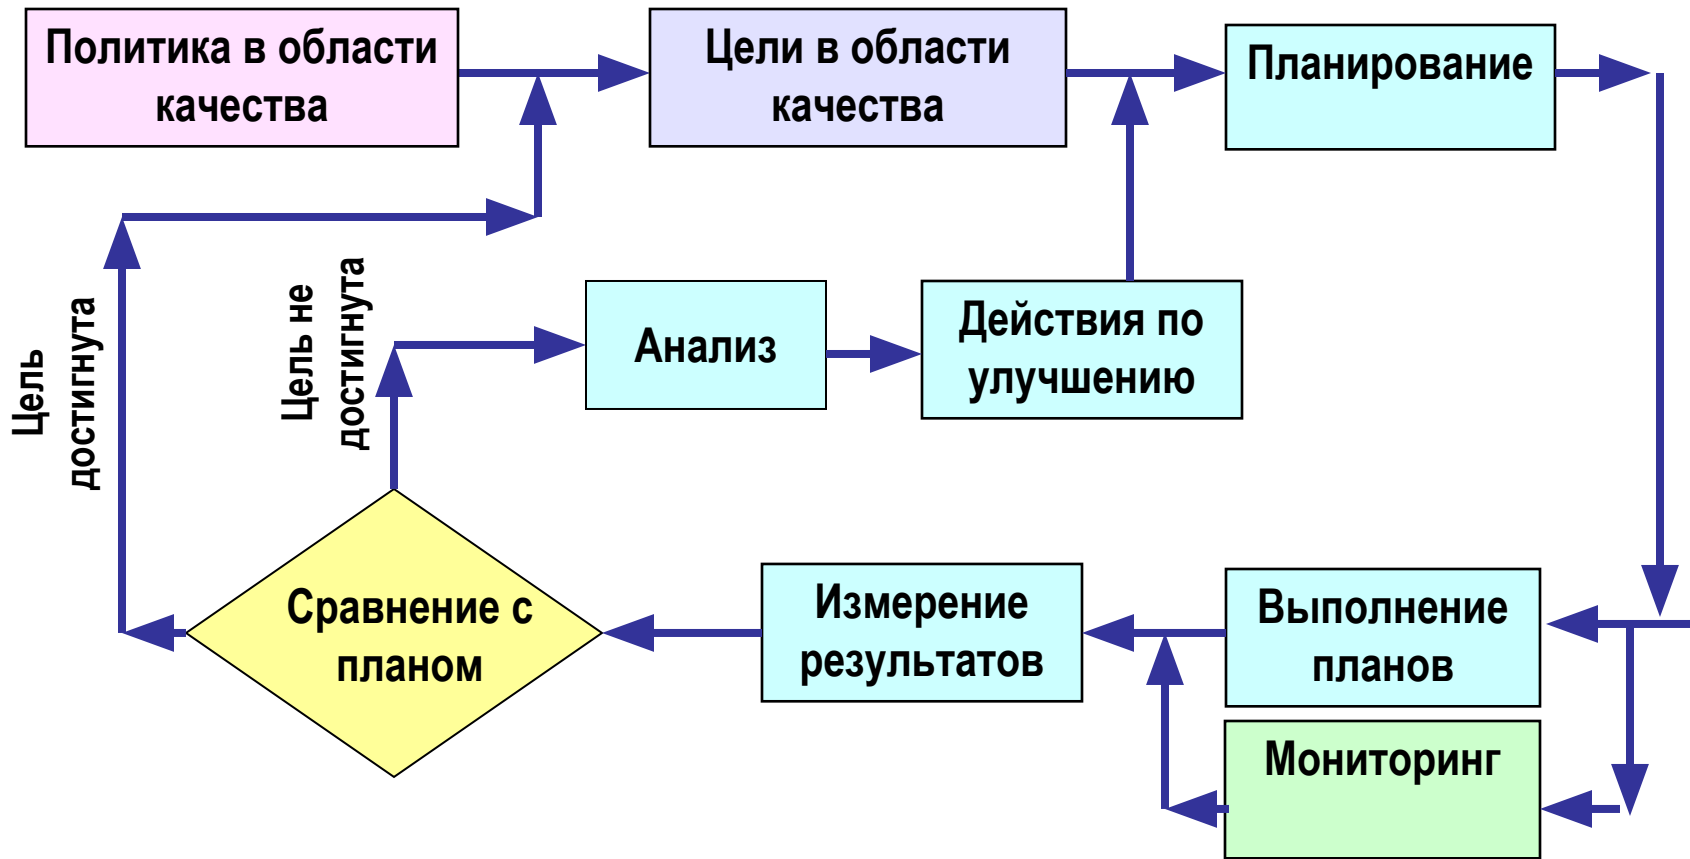 Политика в области
качества
Цели в области
качества
Планирование
Цель
достигнута
Цель не
достигнута
Анализ
Действия по
улучшению
Сравнение с
планом
Измерение
результатов
Выполнение
планов
Мониторинг